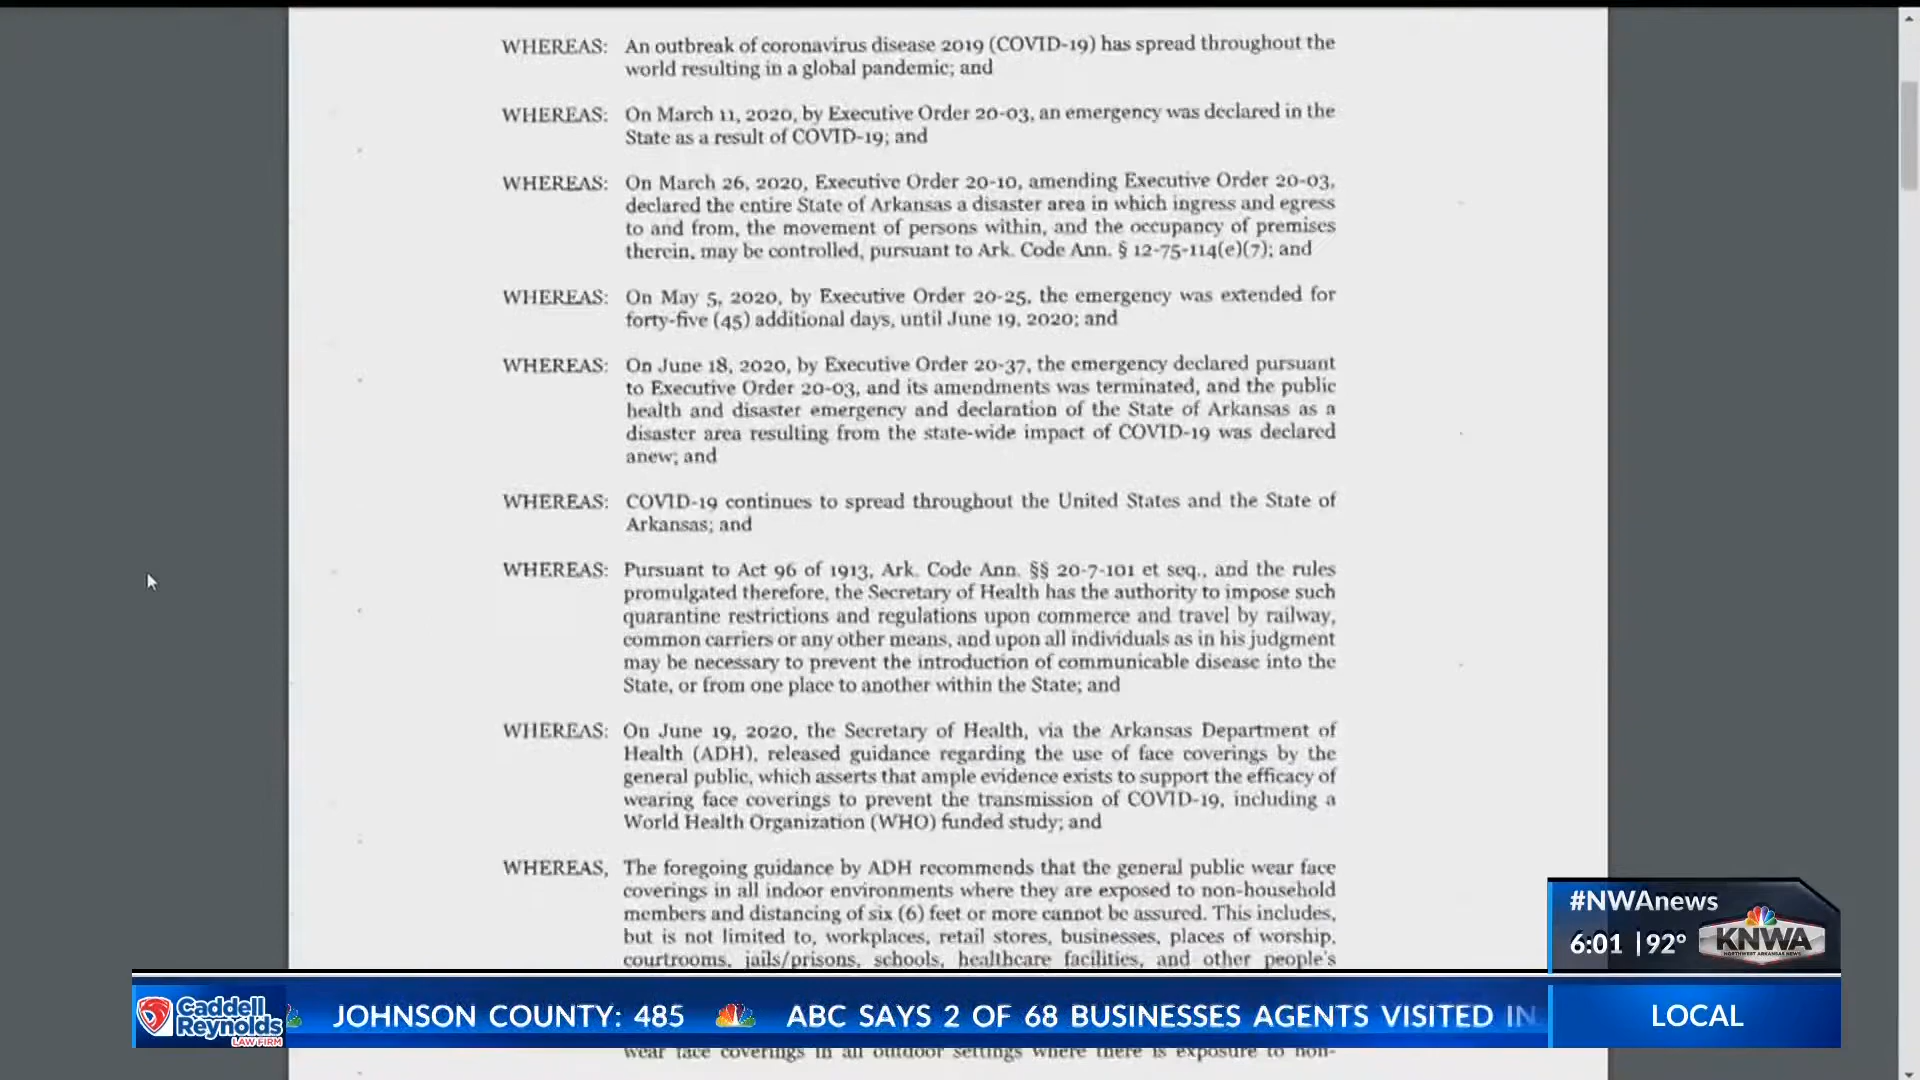 WHEREAS: An outbreak of coronavirus disease 2019 (COVID-19) has spread throughout the
world resulting in a global pandemic; and
WHEREAS: On March 11, 2020, by Executive Order 20-03, an emergency was declared in the
State as a result of COVID-19; and
WHEREAS: On March 26, 2020, Executive Order 20-10, amending Executive Order 20-03,
declared the entire State of Arkansas a disaster area in which ingress and egress
to and from, the movement of persons within, and the occupancy of premises
therein, may be controlled, pursuant to Ark. Code Ann. § 12-75-114(e)(7); and
WHEREAS: On May 5, 2020, by Executive Order 20-25, the emergency was extended for
forty-five (45) additional days, until June 19, 2020; and
WHEREAS: On June 18, 2020, by Executive Order 20-37, the emergency declared pursuant
to Executive Order 20-03, and its amendments was terminated, and the public
health and disaster emergency and declaration of the State of Arkansas as a
disaster area resulting from the state-wide impact of COVID-19 was declared
anew; and
WHEREAS: COVID-19 continues to spread throughout the United States and the State of
Arkansas; and
WHEREAS: Pursuant to Act 96 of 1913, Ark. Code Ann. §§ 20-7-101 et seq., and the rules
promulgated therefore, the Secretary of Health has the authority to impose such
quarantine restrictions and regulations upon commerce and travel by railway,
common carriers or any other means, and upon all individuals as in his judgment
may be necessary to prevent the introduction of communicable disease into the
State, or from one place to another within the State; and
WHEREAS: On June 19, 2020, the Secretary of Health, via the Arkansas Department of
Health (ADH), released guidance regarding the use of face coverings by the
general public, which asserts that ample evidence exists to support the efficacy of
wearing face coverings to prevent the transmission of COVID-19, including a
World Health Organization (WHO) funded study; and
WHEREAS, The foregoing guidance by ADH recommends that the general public wear face
coverings in all indoor environments where they are exposed to non-household
members and distancing of six (6) feet or more cannot be assured. This includes,
but is not limited to, workplaces, retail stores, businesses, places of worship,
courtrooms, jails/prisons, schools, healthcare facilities, and other people's
#NWAnews
6:01 | 92°
KNWA
NORTHWEST ARKANSAS NEWS
Caddell
Reynolds
LAW FIRM
JOHNSON COUNTY: 485
ABC SAYS 2 OF 68 BUSINESSES AGENTS VISITED IN
LOCAL
wear face coverings in all outdoor settings where there is exposure to non-